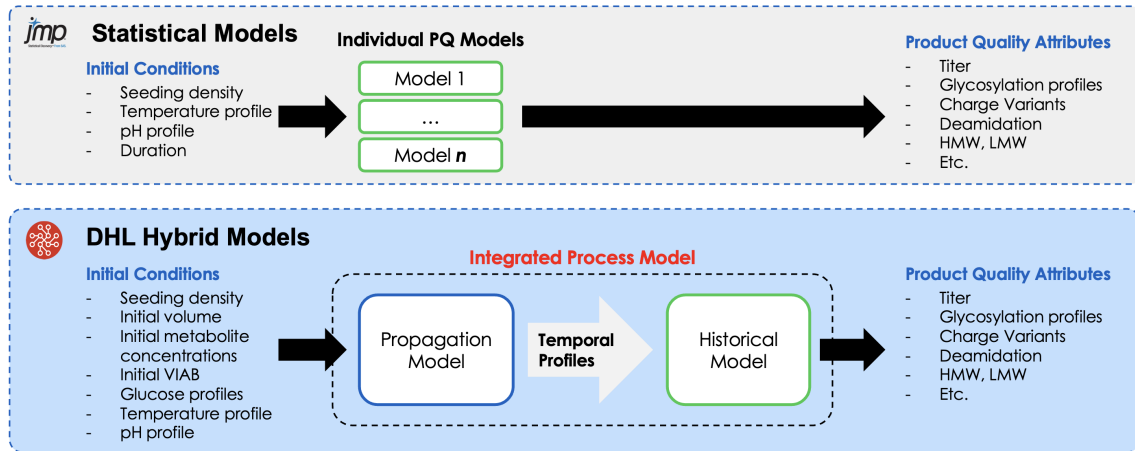 jmp
Statistical Models
Initial Conditions
- Seeding density
- Temperature profile
- pH profile
- Duration
Individual PQ Models
Model 1
...
Model n
Product Quality Attributes
- Titer
- Glycosylation profiles
- Charge Variants
- Deamidation
- HMW, LMW
- Etc.
DHL Hybrid Models
Initial Conditions
- Seeding density
- Initial volume
- Initial metabolite
concentrations
- Initial VIAB
- Glucose profiles
- Temperature profile
- pH profile
Integrated Process Model
Propagation
Model
Temporal
Profiles
Historical
Model
Product Quality Attributes
- Titer
- Glycosylation profiles
- Charge Variants
- Deamidation
- HMW, LMW
- Etc.